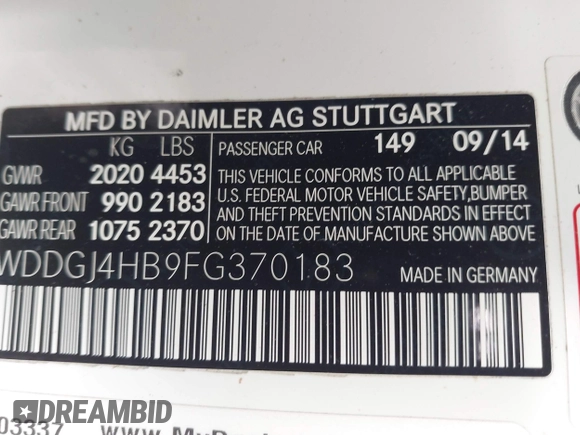 MFD BY DAIMLER AG STUTTGART
KG LBS
GVWR 2020 4453
GAWR FRONT 990 2183
GAWR REAR 1075 2370
PASSENGER CAR 149 09/14
THIS VEHICLE CONFORMS TO ALL APPLICABLE
U.S. FEDERAL MOTOR VEHICLE SAFETY, BUMPER
AND THEFT PREVENTION STANDARDS IN EFFECT
ON THE DATE OF MANUFACTURE SHOWN ABOVE.
MADE IN GERMANY
WDDGJ4HB9FG370183
DREAMBID
03337